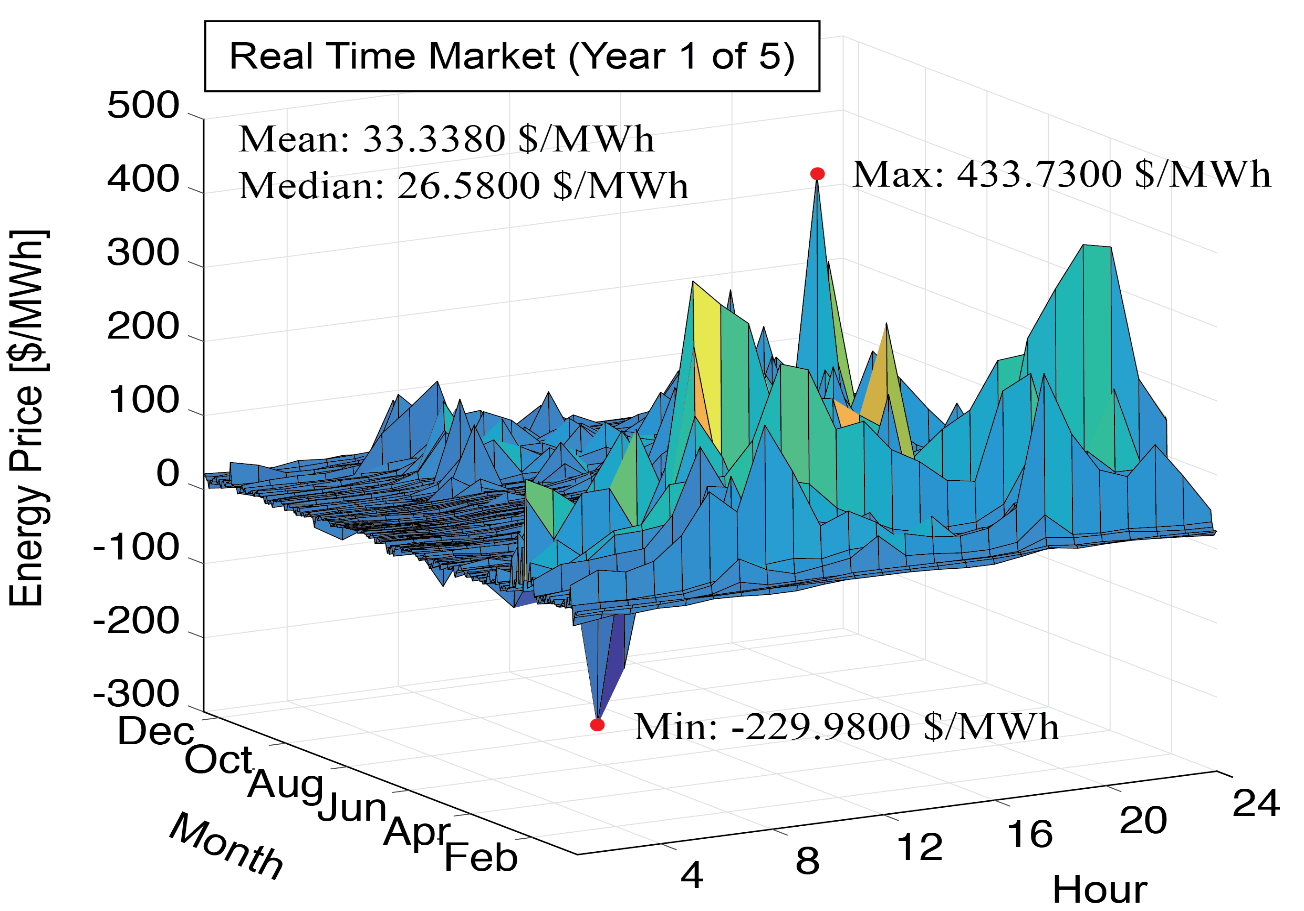 Real Time Market (Year 1 of 5)
Mean: 33.3380 $/MWh
Median: 26.5800 $/MWh
Max: 433.7300 $/MWh
Min: -229.9800 $/MWh
Energy Price [$/MWh]
500
400
300
200
100
0
-100
-200
-300
Dec
Oct
Aug
Jun
Apr
Feb
Month
4
8
12
16
20
24
Hour